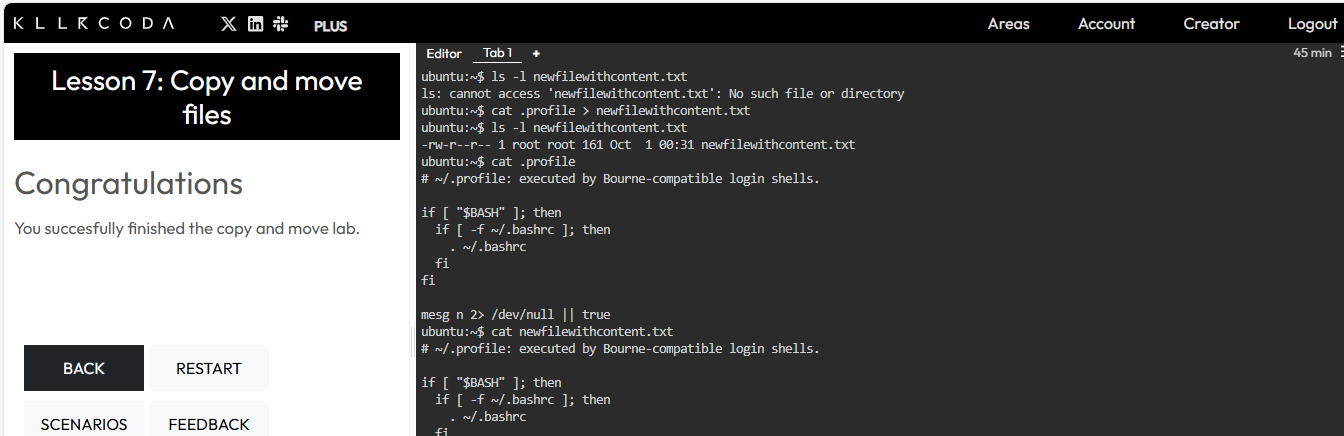 KLLRCODA PLUS Areas Account Creator Logout
Lesson 7: Copy and move
files
Congratulations
You succesfully finished the copy and move lab.
BACK RESTART
SCENARIOS FEEDBACK
Editor Tab 1 + 45 min
ubuntu:~$ ls -l newfilewithcontent.txt
ls: cannot access 'newfilewithcontent.txt': No such file or directory
ubuntu:~$ cat .profile > newfilewithcontent.txt
ubuntu:~$ ls -l newfilewithcontent.txt
-rw-r--r-- 1 root root 161 Oct  1 00:31 newfilewithcontent.txt
ubuntu:~$ cat .profile
# ~/.profile: executed by Bourne-compatible login shells.
if [ "$BASH" ]; then
  if [ -f ~/.bashrc ]; then
    . ~/.bashrc
  fi
fi
mesg n 2> /dev/null || true
ubuntu:~$ cat newfilewithcontent.txt
# ~/.profile: executed by Bourne-compatible login shells.
if [ "$BASH" ]; then
  if [ -f ~/.bashrc ]; then
    . ~/.bashrc
  fi